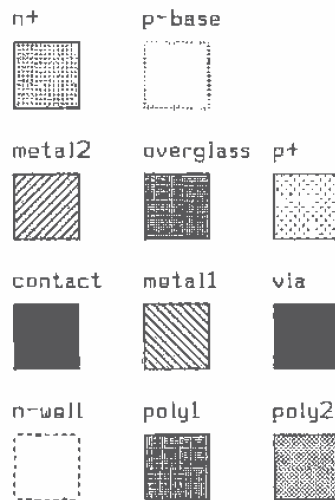 n+ p-base
metal2 overglass p+
contact metal1 via
n-well poly1 poly2